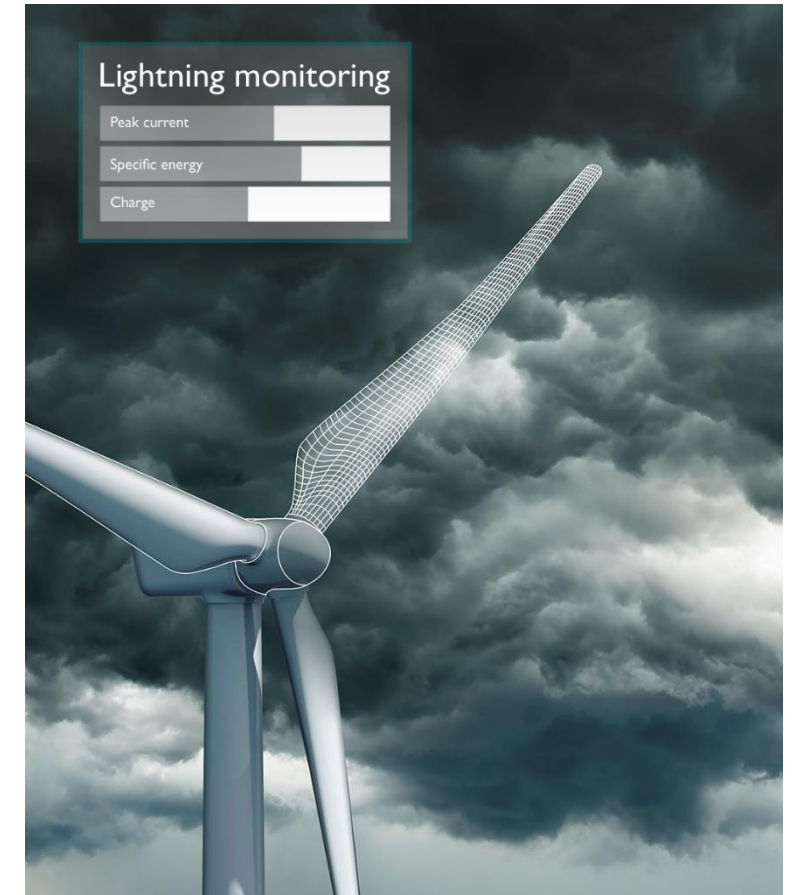 Lightning monitoring
Peak current
Specific energy
Charge